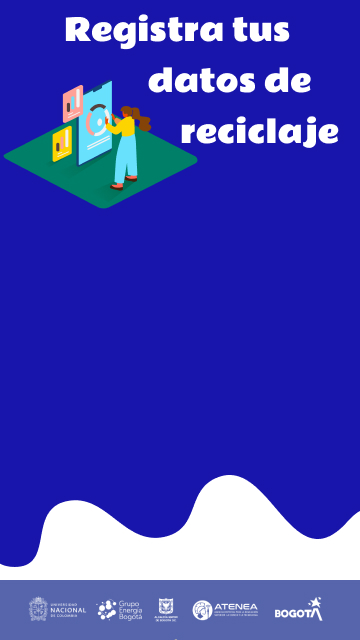 Registra tus
datos de
reciclaje
UNIVERSIDAD
NACIONAL
DE COLOMBIA
Grupo
Energía
Bogotá
ALCALDÍA MAYOR
DE BOGOTÁ D.C.
ATENEA
BOGOTÁ